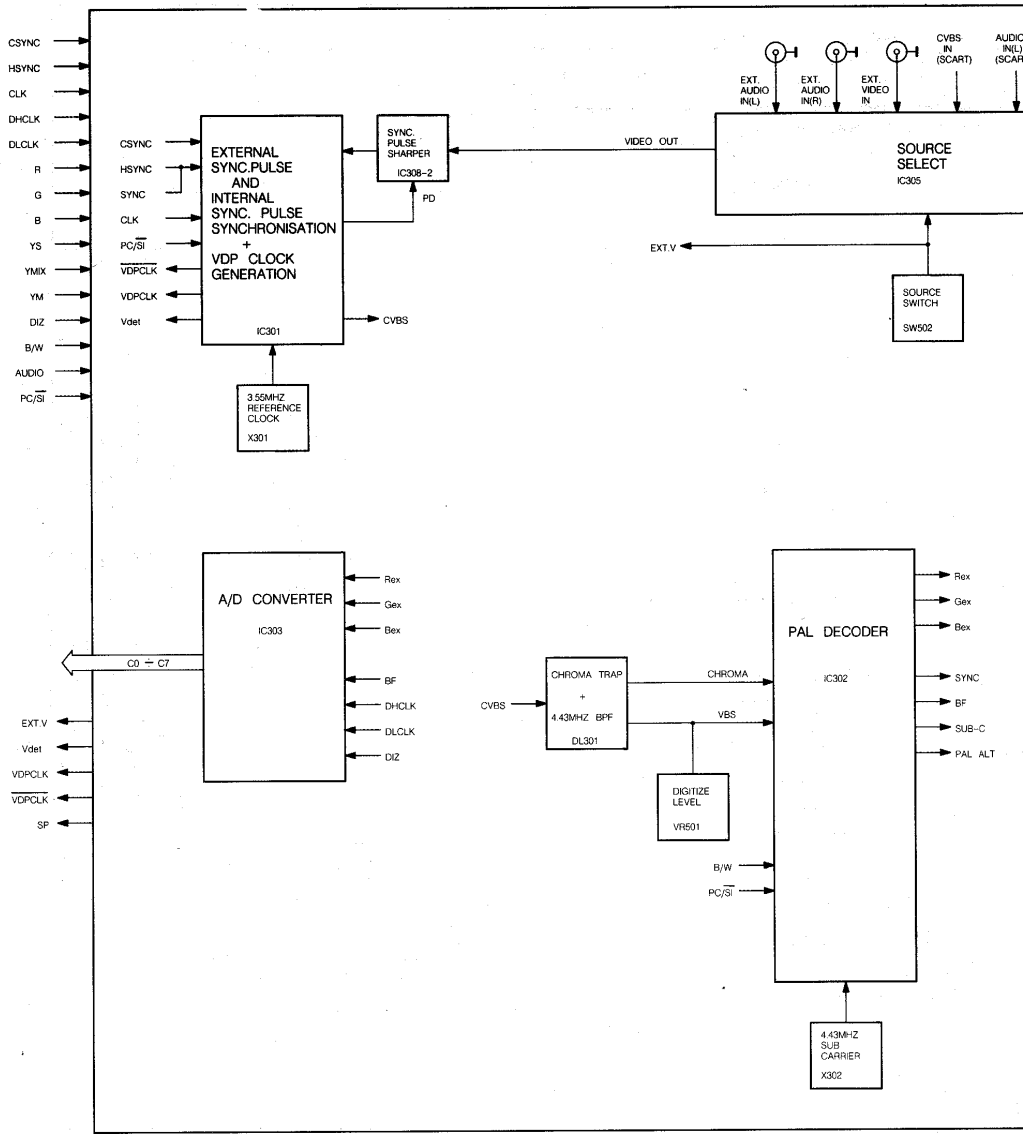 CSYNC
HSYNC
CLK
DHCLK
DLCLK
R
G
B
YS
YMIX
YM
DIZ
B/W
AUDIO
PC/SI
CSYNC
HSYNC
SYNC
CLK
PC/SI
VDPCLK
VDPCLK
Vdet
EXTERNAL
SYNC.PULSE
AND
INTERNAL
SYNC. PULSE
SYNCHRONISATION
+
VDP CLOCK
GENERATION
IC301
SYNC.
PULSE
SHARPER
IC308-2
PD
CVBS
3.55MHZ
REFERENCE
CLOCK
X301
VIDEO OUT
EXT.
AUDIO
IN(L)
EXT.
AUDIO
IN(R)
EXT.
VIDEO
IN
CVBS
IN
(SCART)
AUDIO
IN(L)
(SCAR
SOURCE
SELECT
IC305
EXT.V
SOURCE
SWITCH
SW502
A/D CONVERTER
IC303
Rex
Gex
Bex
BF
DHCLK
DLCLK
DIZ
C0 ÷ C7
EXT.V
Vdet
VDPCLK
VDPCLK
SP
CVBS
CHROMA TRAP
+
4.43MHZ BPF
DL301
CHROMA
VBS
DIGITIZE
LEVEL
VR501
B/W
PC/SI
PAL DECODER
IC302
Rex
Gex
Bex
SYNC
BF
SUB-C
PAL ALT
4.43MHZ
SUB
CARRIER
X302